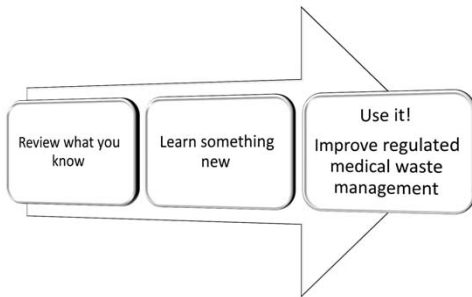 Review what you
know
Learn something
new
Use it!
Improve regulated
medical waste
management